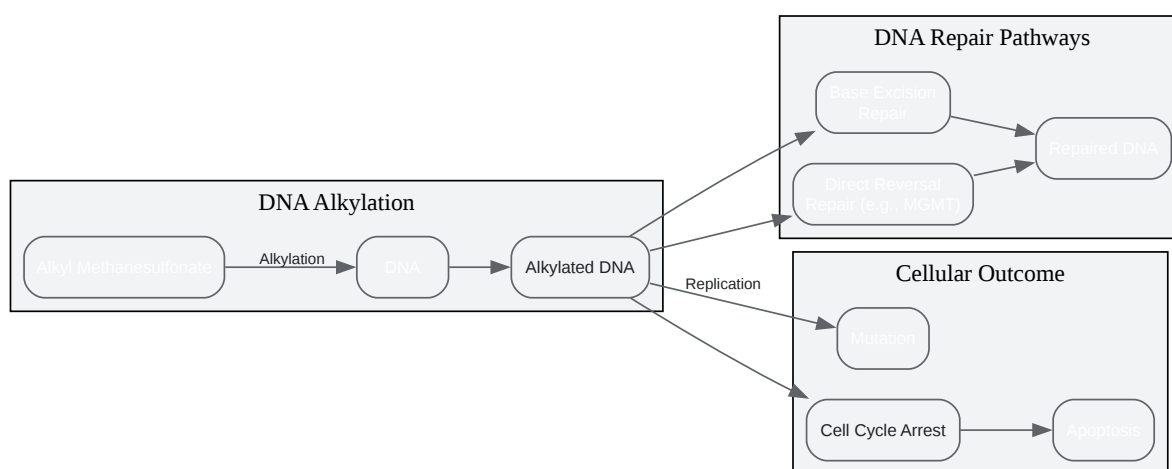 DNA Repair Pathways
Base Excision
Repair
Repaired DNA
Direct Reversal
Repair (e.g., MGMT)
DNA Alkylation
Alkyl Methanesulfonate
Alkylation
DNA
Alkylated DNA
Replication
Cellular Outcome
Mutation
Cell Cycle Arrest
Apoptosis